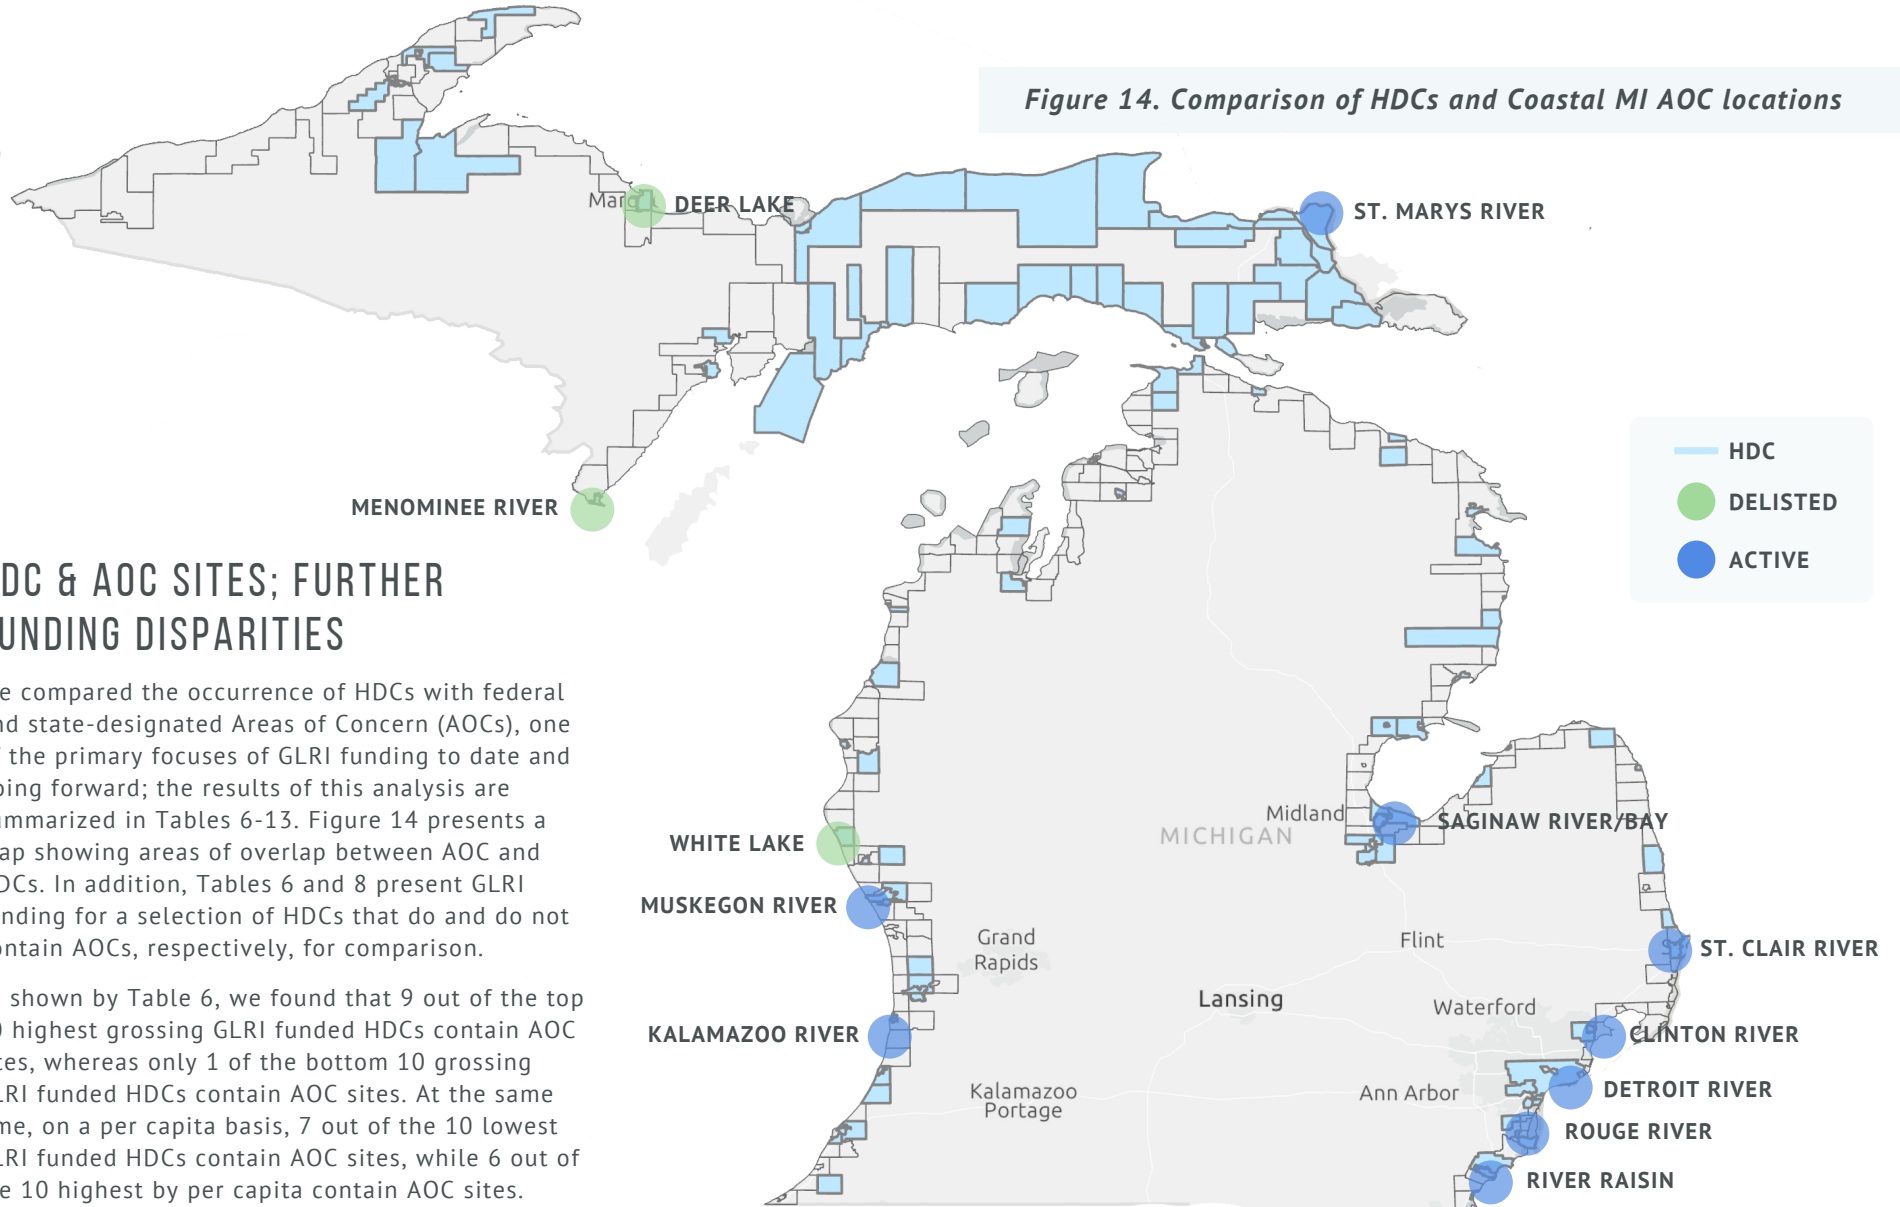 Figure 14. Comparison of HDCs and Coastal MI AOC locations
DEER LAKE
ST. MARYS RIVER
MENOMINEE RIVER
HDC
DELISTED
ACTIVE
DC & AOC SITES; FURTHER
UNDING DISPARITIES
e compared the occurrence of HDCs with federal
nd state-designated Areas of Concern (AOCs), one
f the primary focuses of GLRI funding to date and
oing forward; the results of this analysis are
ummarized in Tables 6-13. Figure 14 presents a
ap showing areas of overlap between AOC and
DCs. In addition, Tables 6 and 8 present GLRI
nding for a selection of HDCs that do and do not
ontain AOCs, respectively, for comparison.
shown by Table 6, we found that 9 out of the top
0 highest grossing GLRI funded HDCs contain AOC
tes, whereas only 1 of the bottom 10 grossing
LRI funded HDCs contain AOC sites. At the same
me, on a per capita basis, 7 out of the 10 lowest
LRI funded HDCs contain AOC sites, while 6 out of
e 10 highest by per capita contain AOC sites.
Midland
MICHIGAN
SAGINAW RIVER/BAY
WHITE LAKE
MUSKEGON RIVER
Grand
Rapids
Flint
ST. CLAIR RIVER
Lansing
Waterford
KALAMAZOO RIVER
CLINTON RIVER
Kalamazoo
Portage
Ann Arbor
DETROIT RIVER
ROUGE RIVER
RIVER RAISIN